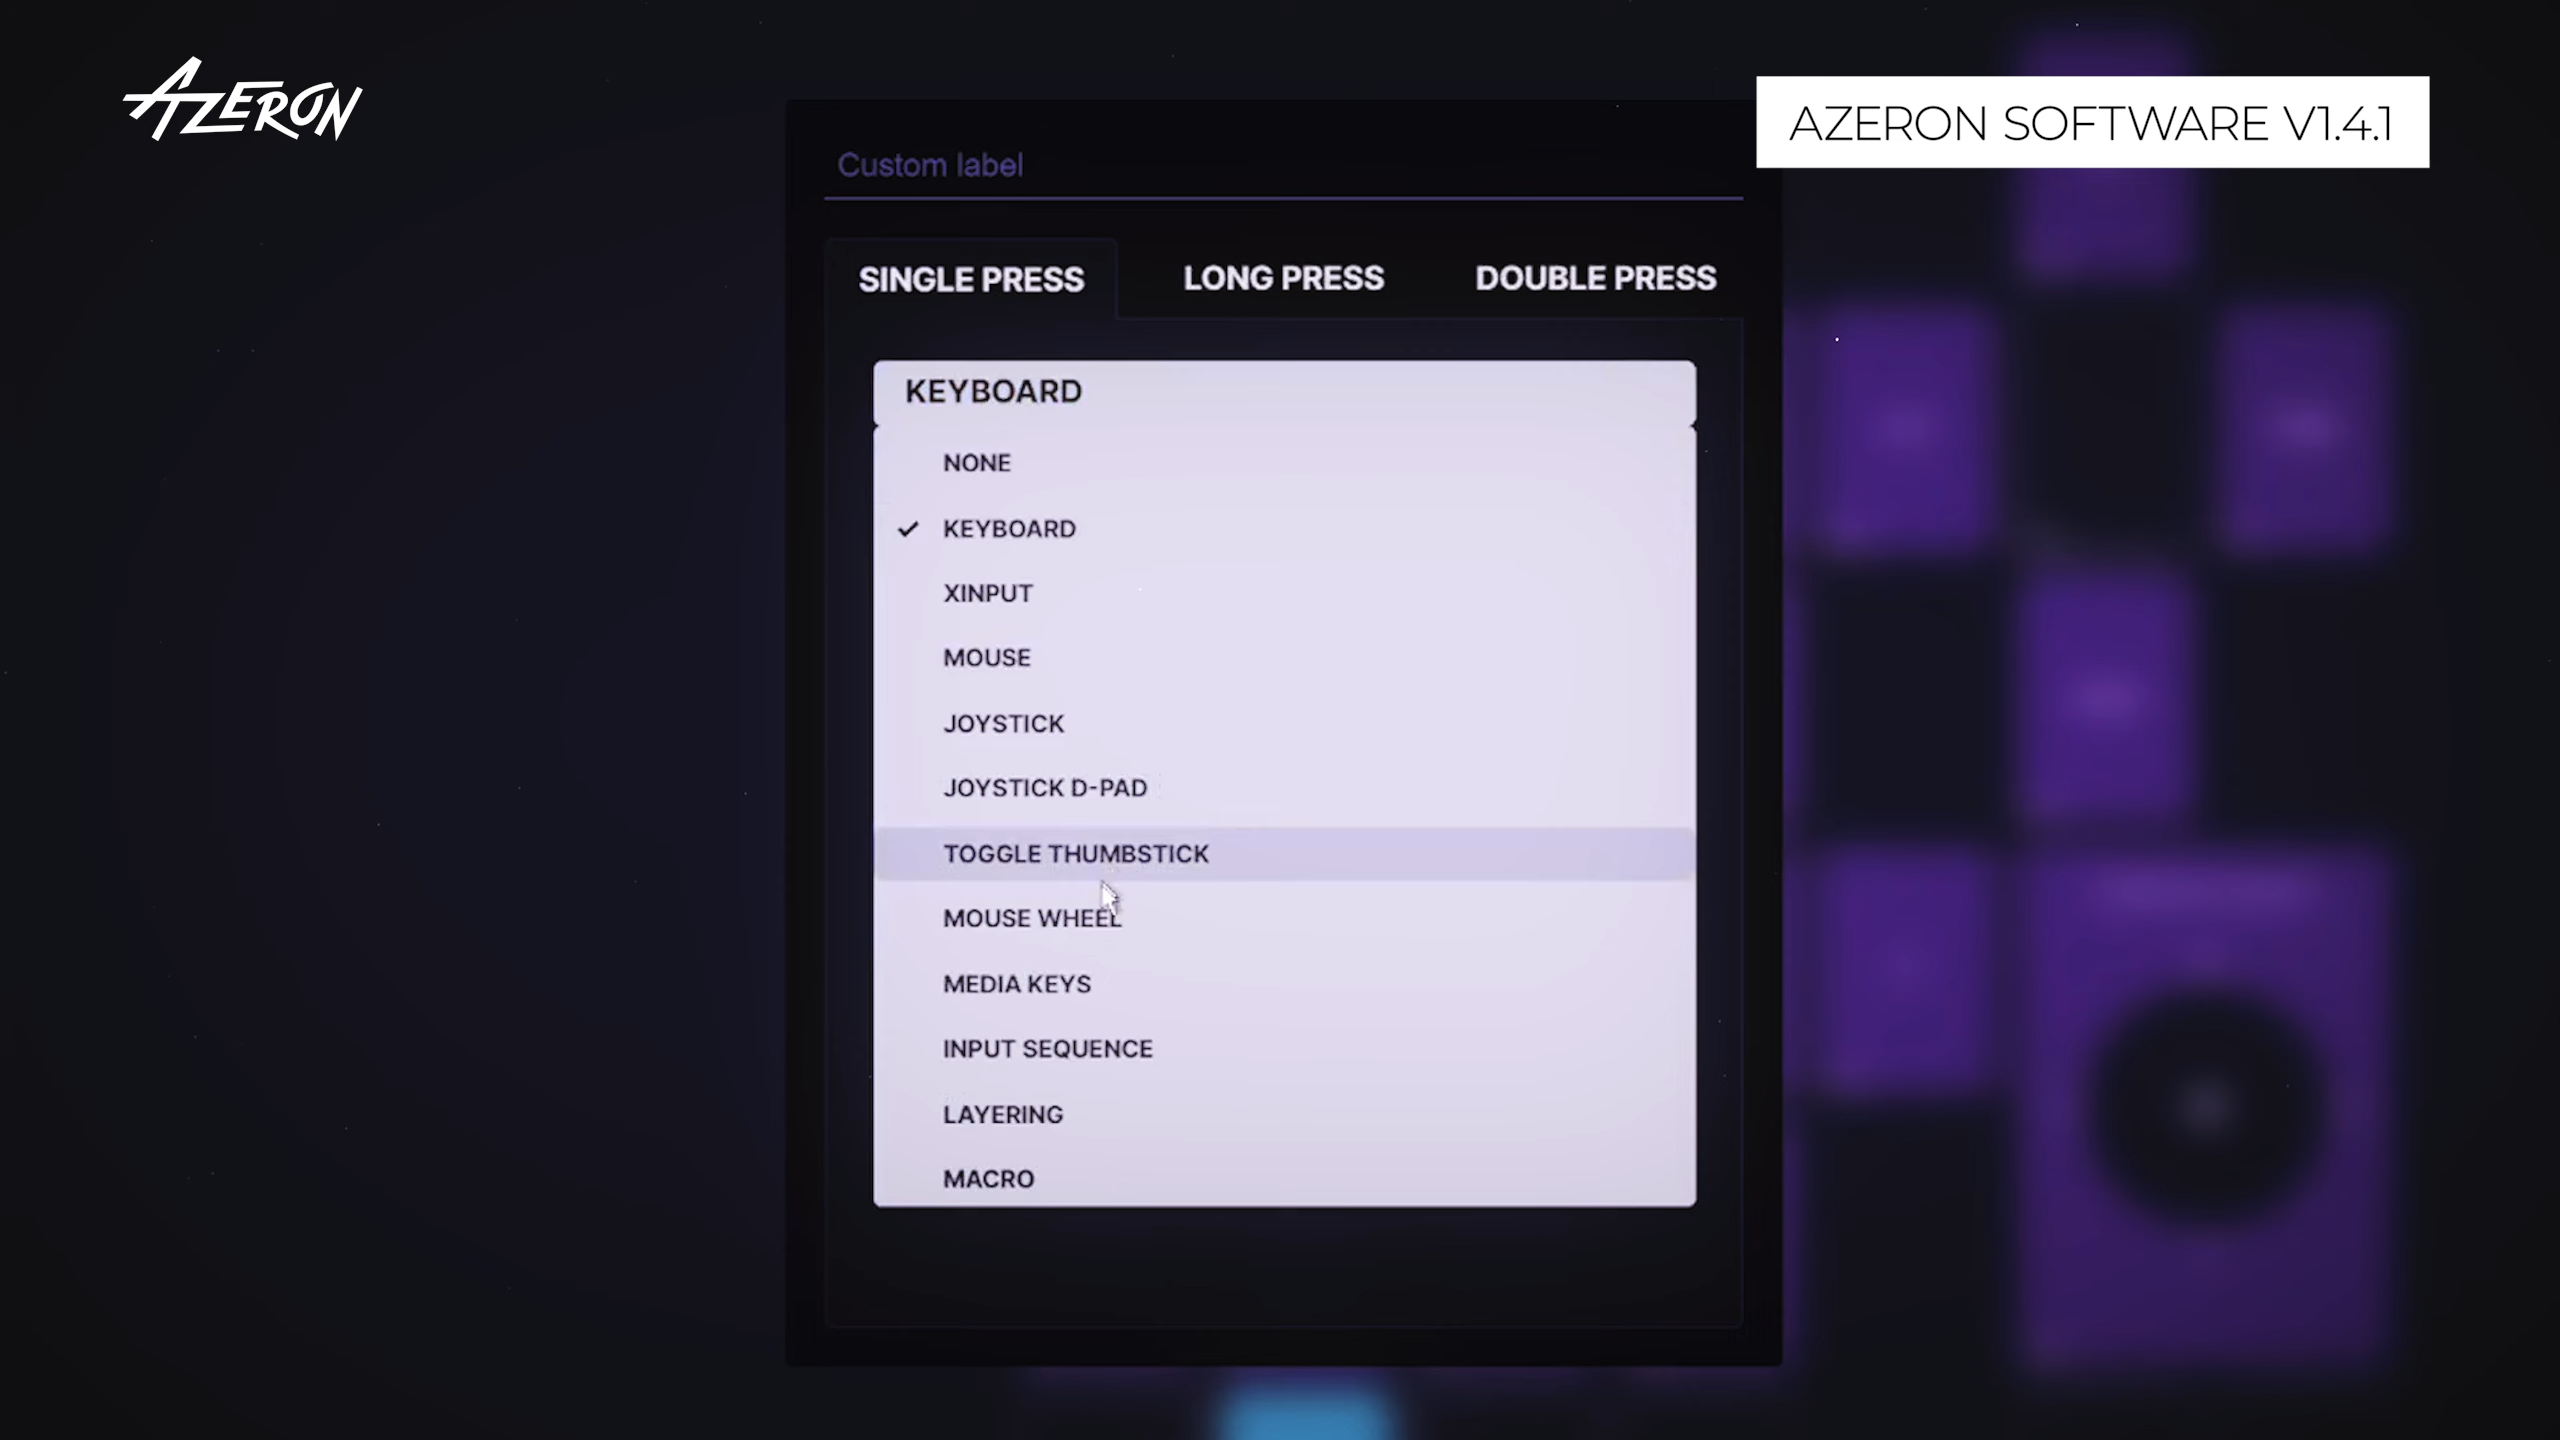 AZERON
AZERON SOFTWARE V1.4.1
Custom label
SINGLE PRESS
LONG PRESS
DOUBLE PRESS
KEYBOARD
NONE
KEYBOARD
XINPUT
MOUSE
JOYSTICK
JOYSTICK D-PAD
TOGGLE THUMBSTICK
MOUSE WHEEL
MEDIA KEYS
INPUT SEQUENCE
LAYERING
MACRO